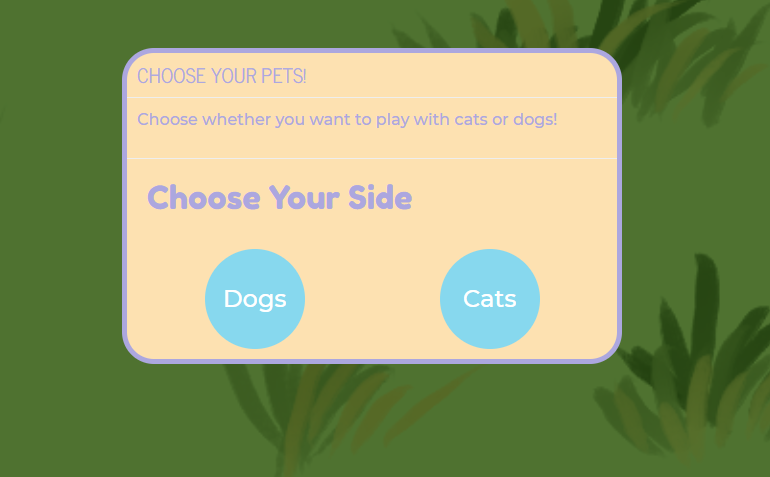 CHOOSE YOUR PETS!
Choose whether you want to play with cats or dogs!
Choose Your Side
Dogs
Cats